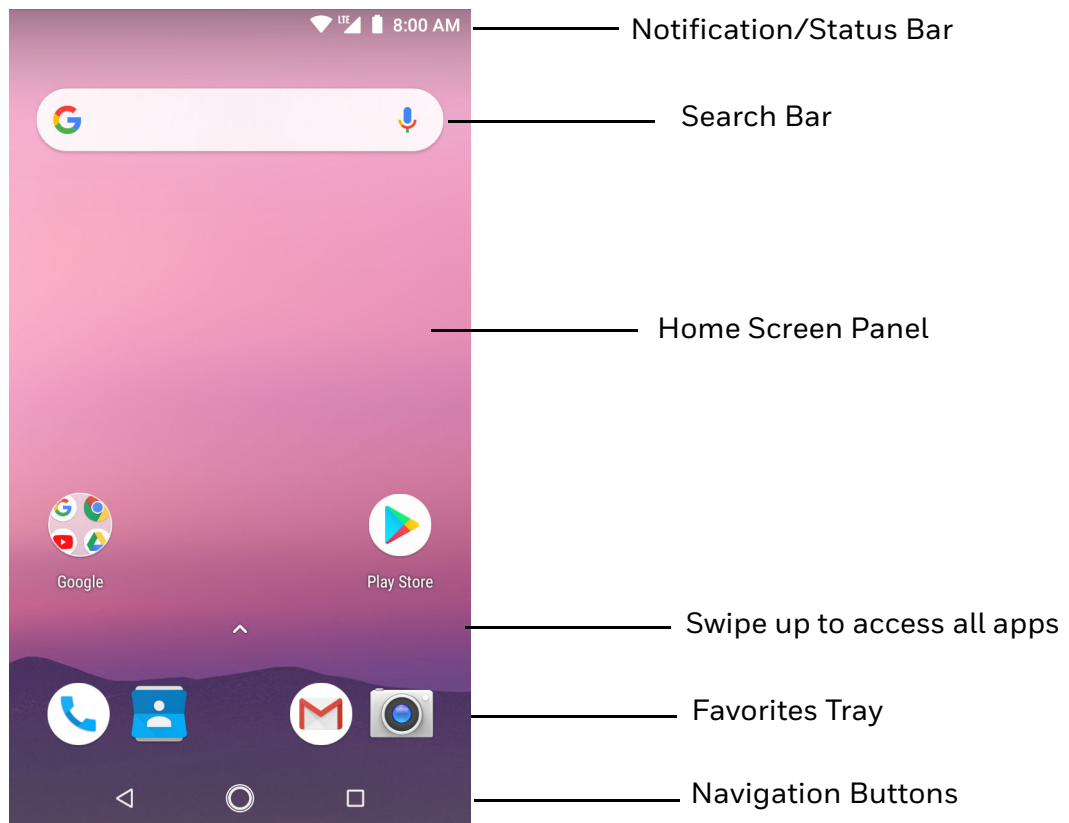 LTE 8:00 AM
Notification/Status Bar
Search Bar
Home Screen Panel
Google
Play Store
Swipe up to access all apps
Favorites Tray
Navigation Buttons